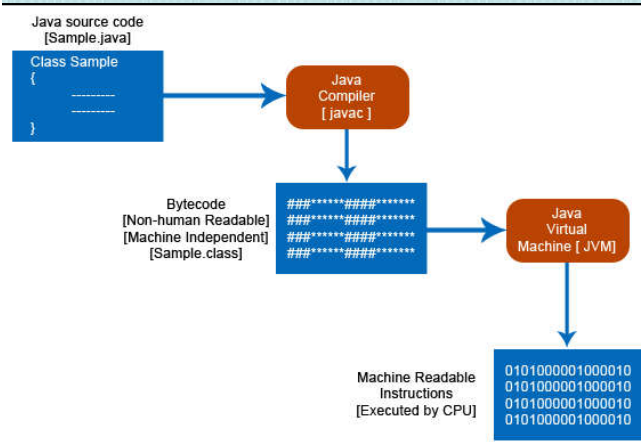 Java source code
[Sample.java]
Class Sample
{
---------
---------
}
Java
Compiler
[ javac ]
Bytecode
[Non-human Readable]
[Machine Independent]
[Sample.class]
###******####*******
###******####*******
###******####*******
###******####*******
Java
Virtual
Machine [ JVM]
Machine Readable
Instructions
[Executed by CPU]
0101000001000010
0101000001000010
0101000001000010
0101000001000010